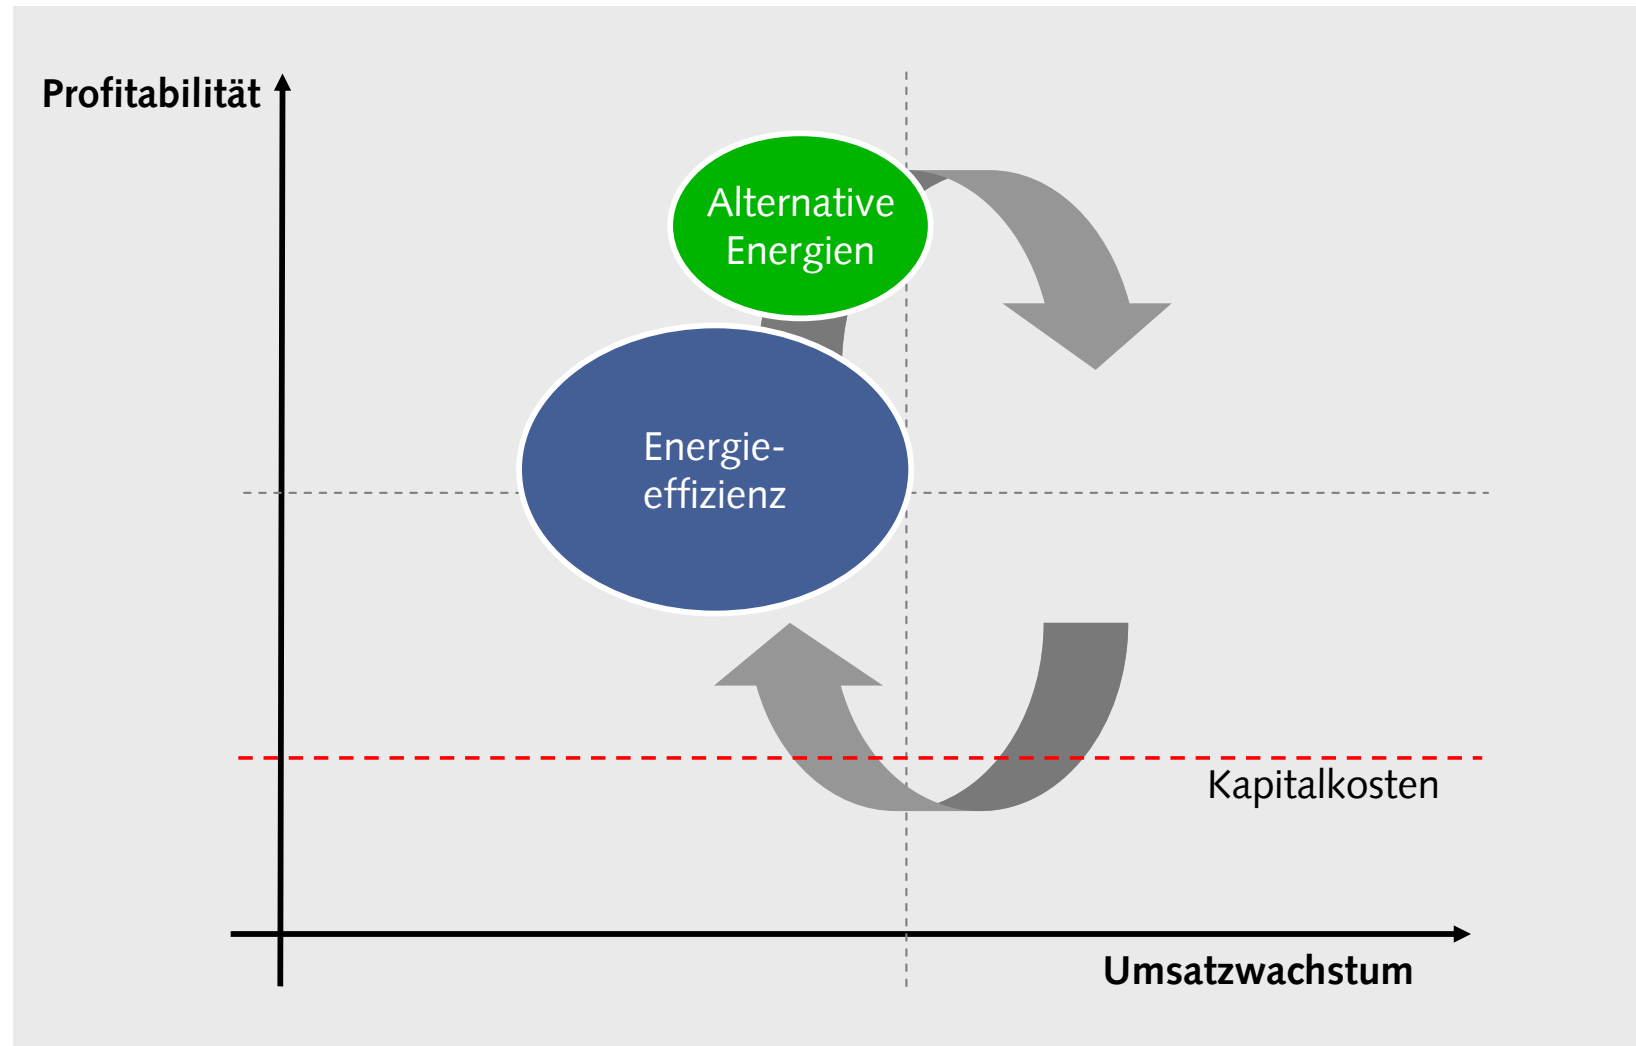 Profitabilität
Alternative
Energien
Energie-
effizienz
Kapitalkosten
Umsatzwachstum